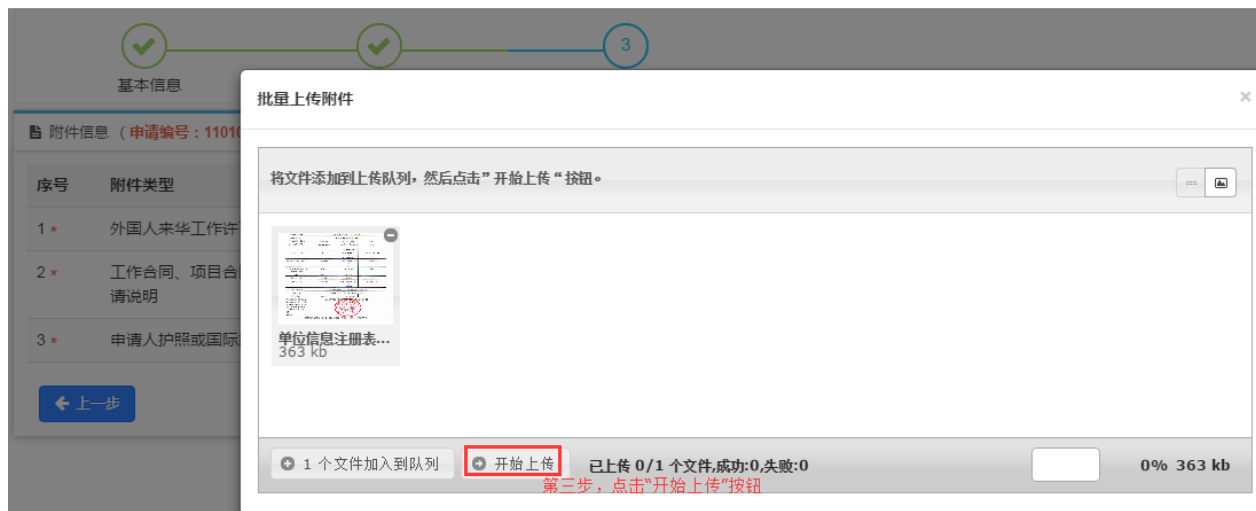 3
基本信息
批量上传附件
附件信息 ( 申请编号:1101
将文件添加到上传队列,然后点击"开始上传"按钮。
序号 附件类型
1 * 外国人来华工作许
2 * 工作合同、项目合
请说明
3 * 申请人护照或国际
单位信息注册表...
363 kb
上一步
1 个文件加入到队列 开始上传 已上传 0/1 个文件,成功:0,失败:0 0% 363 kb
第三步,点击"开始上传"按钮